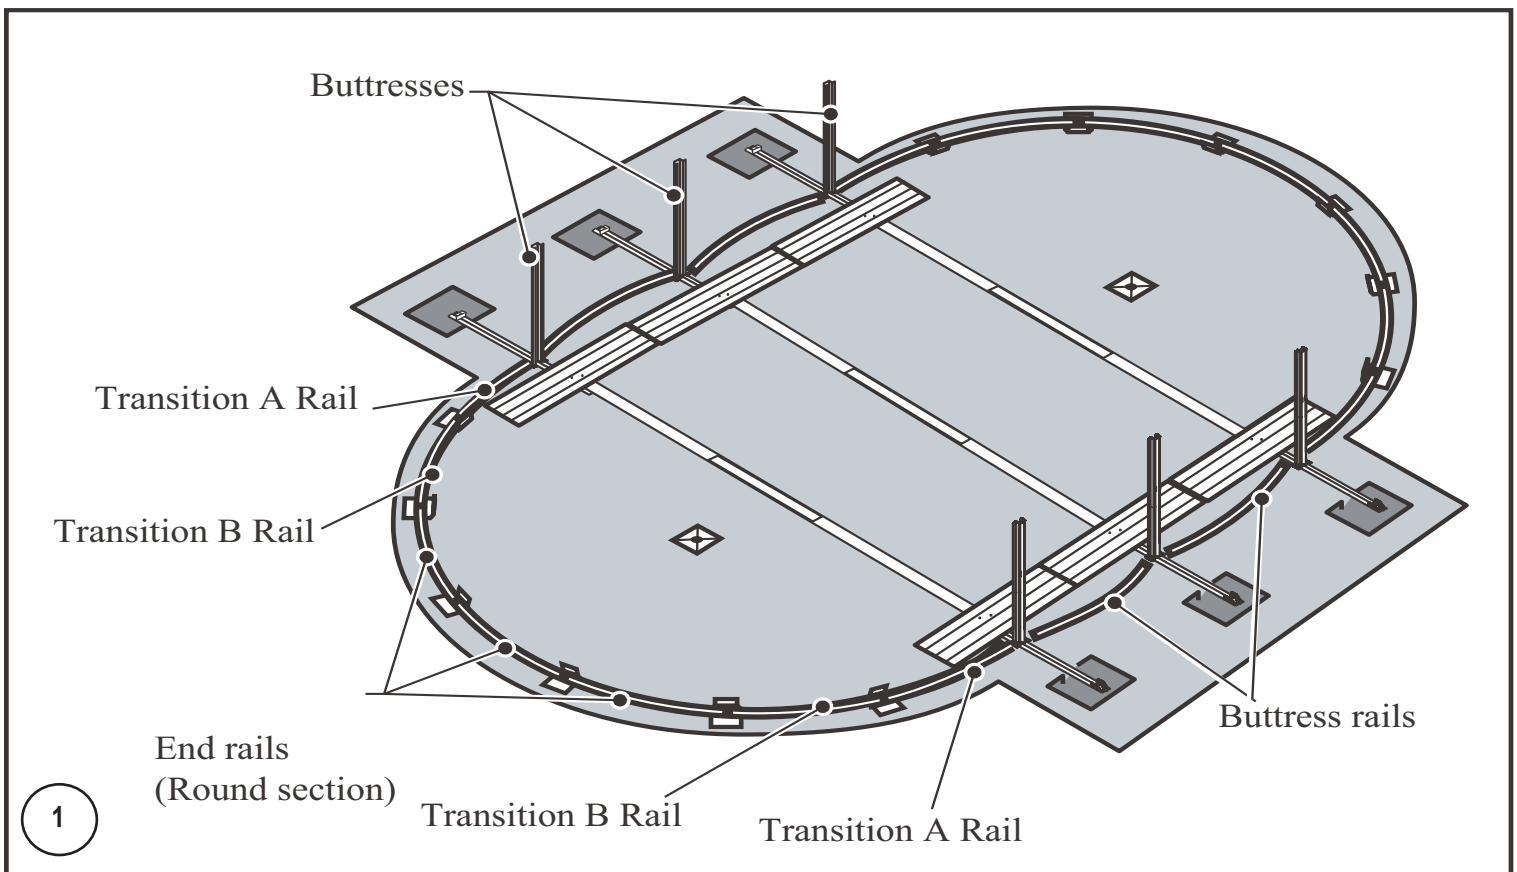 Buttresses
Transition A Rail
Transition B Rail
Buttress rails
End rails
(Round section)
Transition B Rail
Transition A Rail
1